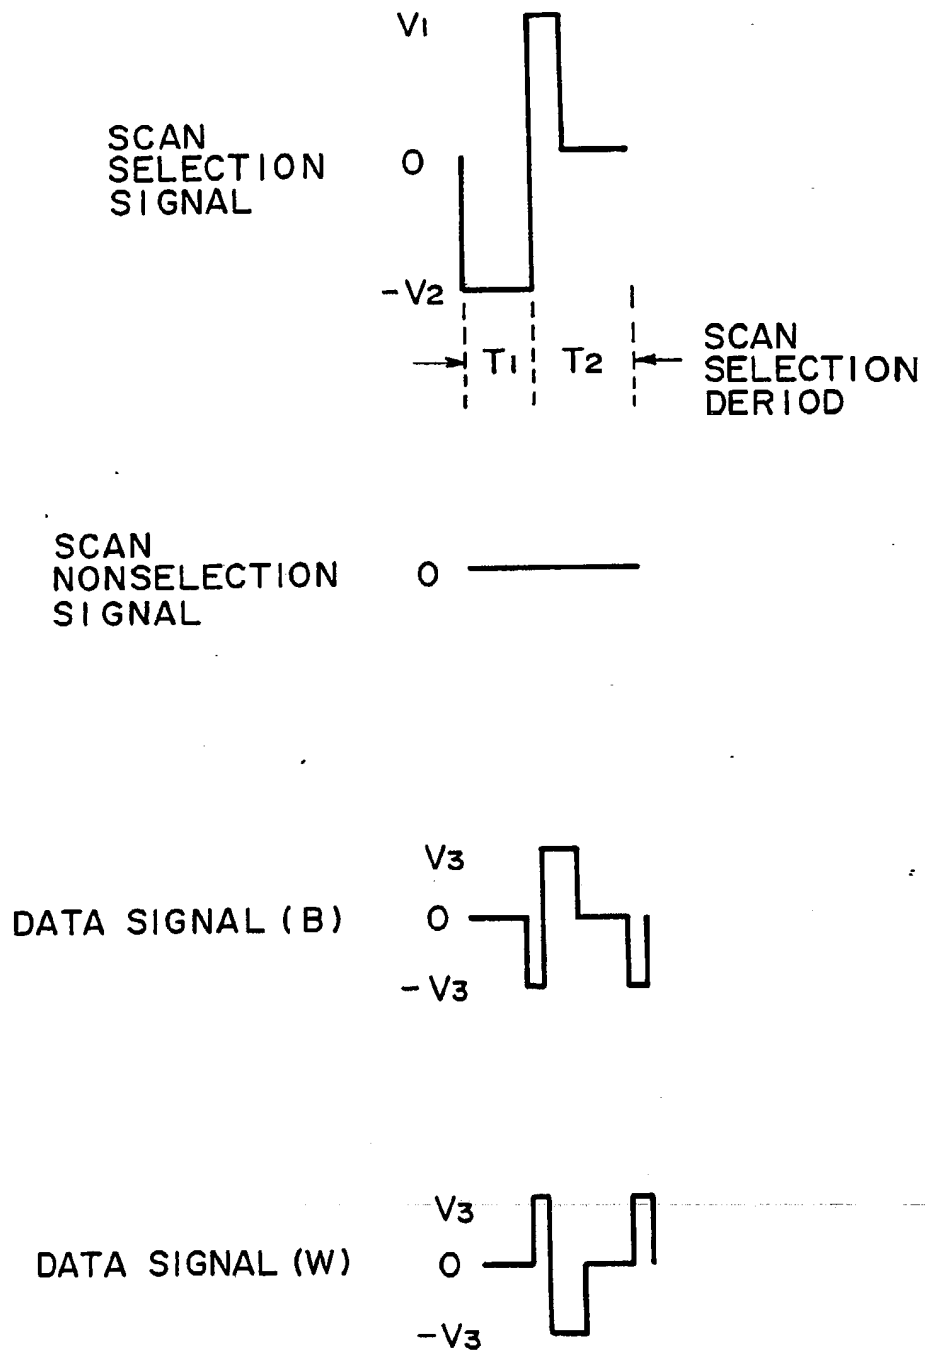 V1
SCAN
SELECTION
SIGNAL
0
-V2
T1
T2
SCAN
SELECTION
DERIOD
SCAN
NONSELECTION
SIGNAL
0
V3
DATA SIGNAL (B)
0
-V3
V3
DATA SIGNAL (W)
0
-V3